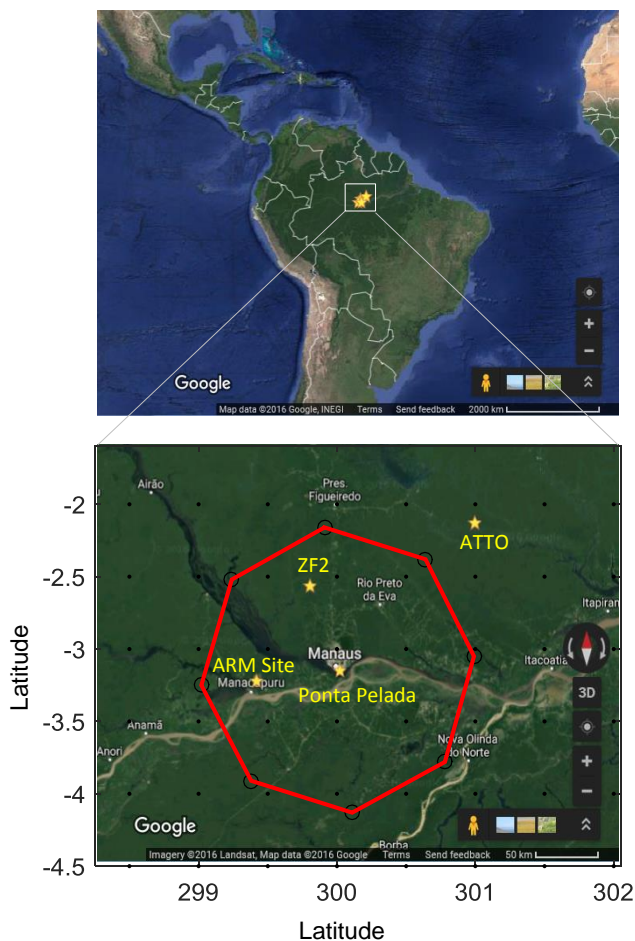 Google
Map data ©2016 Google, INEGI Terms Send feedback 2000 km
Airão
Pres.
Figueiredo
-2
ATTO
ZF2
-2.5
Rio Preto
da Eva
Itapiran
-3
Manaus
Itacoatia
ARM Site
Manacapuru
Ponta Pelada
3D
Latitude
-3.5
Anamã
Nova Olinda
do Norte
Anori
-4
Google
Borba
Imagery ©2016 Landsat, Map data ©2016 Google Terms Send feedback 50 km
-4.5
299 300 301 302
Latitude